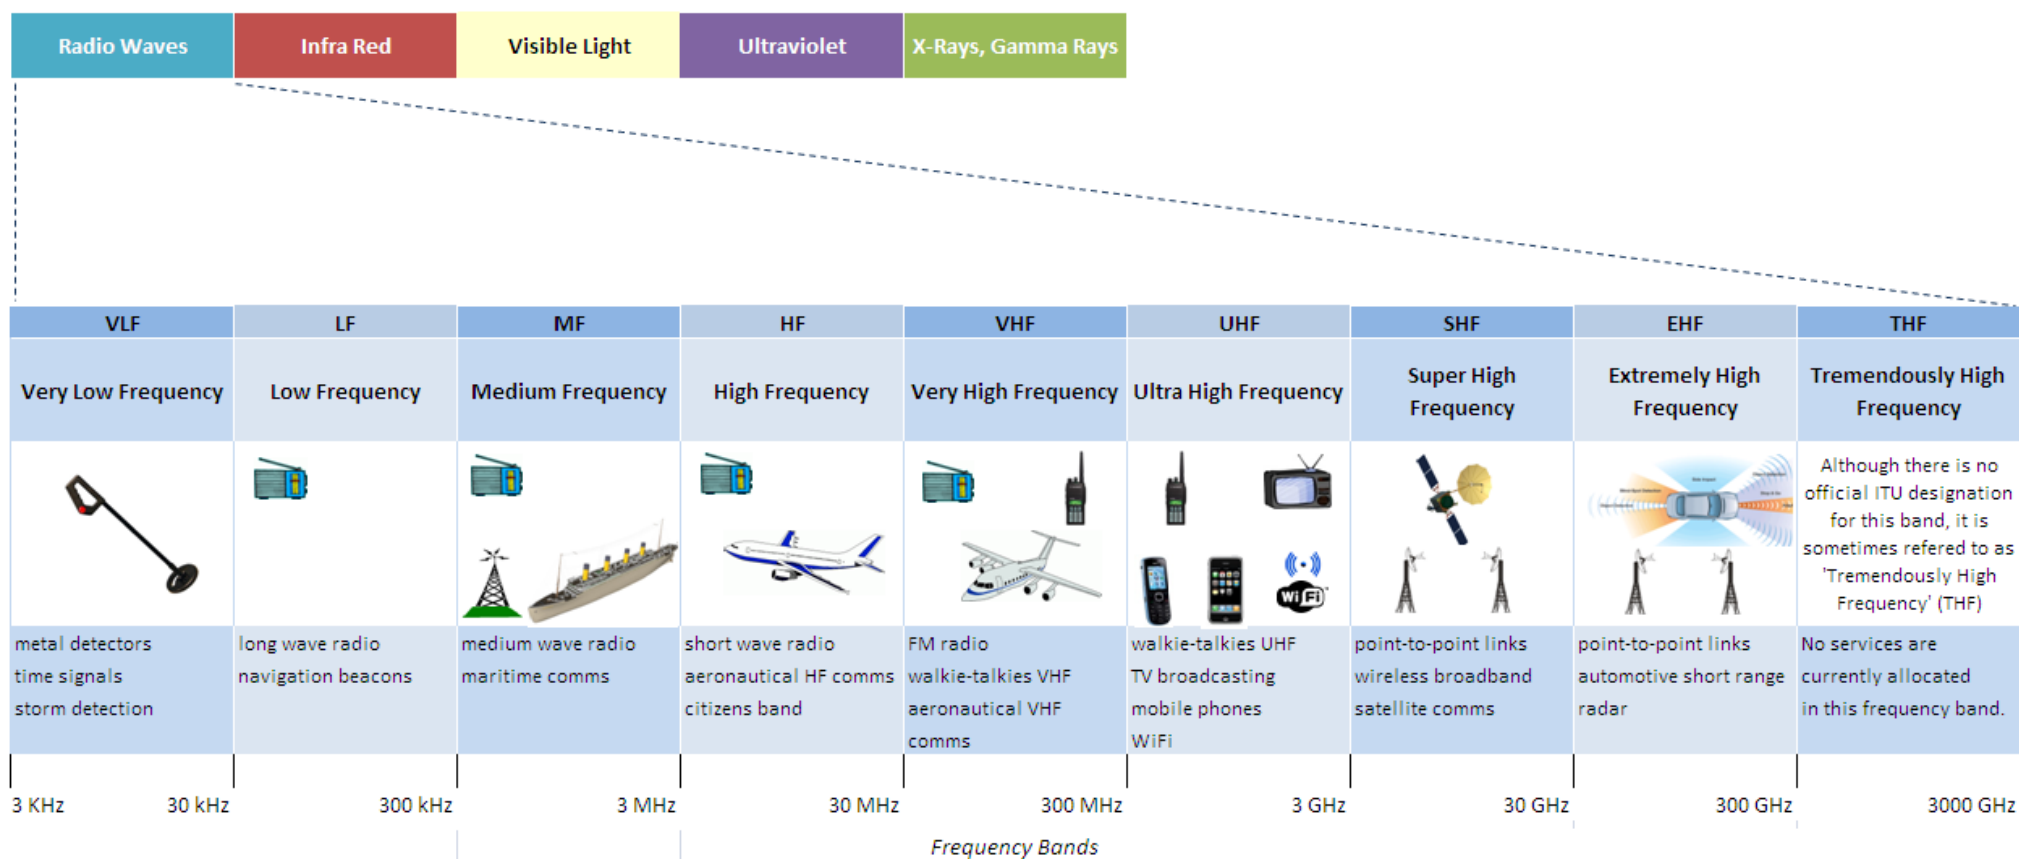 Radio Waves
Infra Red
Visible Light
Ultraviolet
X-Rays, Gamma Rays
VLF
LF
MF
HF
VHF
UHF
SHF
EHF
THF
Very Low Frequency
Low Frequency
Medium Frequency
High Frequency
Very High Frequency
Ultra High Frequency
Super High
Frequency
Extremely High
Frequency
Tremendously High
Frequency
Wi Fi
Although there is no
official ITU designation
for this band, it is
sometimes refered to as
'Tremendously High
Frequency' (THF)
metal detectors
time signals
storm detection
long wave radio
navigation beacons
medium wave radio
maritime comms
short wave radio
aeronautical HF comms
citizens band
FM radio
walkie-talkies VHF
aeronautical VHF
comms
walkie-talkies UHF
TV broadcasting
mobile phones
WiFi
point-to-point links
wireless broadband
satellite comms
point-to-point links
automotive short range
radar
No services are
currently allocated
in this frequency band.
3 KHz
30 kHz
300 kHz
3 MHz
30 MHz
300 MHz
3 GHz
30 GHz
300 GHz
3000 GHz
Frequency Bands